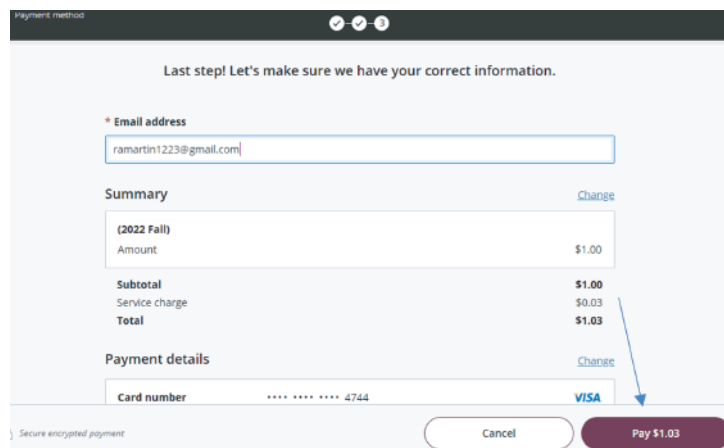 Payment method
3
Last step! Let's make sure we have your correct information.
* Email address
ramartin1223@gmail.com
Summary Change
(2022 Fall)
Amount $1.00
Subtotal $1.00
Service charge $0.03
Total $1.03
Payment details Change
Card number •••• •••• •••• 4744 VISA
Secure encrypted payment Cancel Pay $1.03